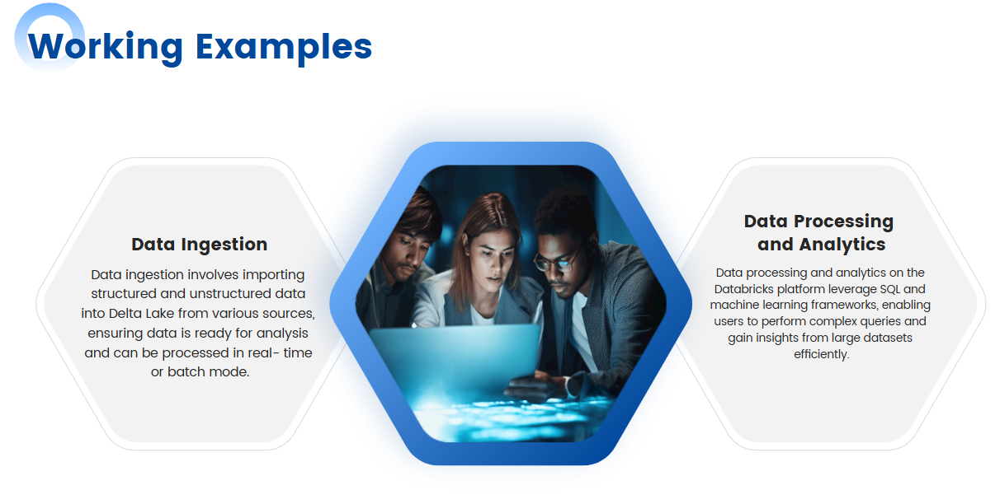 Working Examples
Data Ingestion
Data ingestion involves importing
structured and unstructured data
into Delta Lake from various sources,
ensuring data is ready for analysis
and can be processed in real- time
or batch mode.
Data Processing
and Analytics
Data processing and analytics on the
Databricks platform leverage SQL and
machine learning frameworks, enabling
users to perform complex queries and
gain insights from large datasets
efficiently.